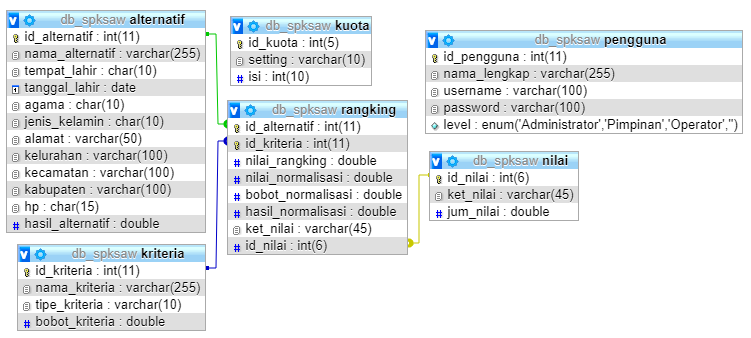 db_spksaw alternatif
id_alternatif : int(11)
nama_alternatif : varchar(255)
tempat_lahir : char(10)
tanggal_lahir : date
agama : char(10)
jenis_kelamin : char(10)
alamat : varchar(50)
kelurahan : varchar(100)
kecamatan : varchar(100)
kabupaten : varchar(100)
hp : char(15)
# hasil_alternatif : double
db_spksaw kuota
id_kuota : int(5)
setting : varchar(10)
# isi : int(10)
db_spksaw pengguna
id_pengguna : int(11)
nama_lengkap : varchar(255)
username : varchar(100)
password : varchar(100)
level : enum('Administrator','Pimpinan','Operator','')
db_spksaw rangking
id_alternatif : int(11)
id_kriteria : int(11)
# nilai_rangking : double
# nilai_normalisasi : double
# bobot_normalisasi : double
# hasil_normalisasi : double
ket_nilai : varchar(45)
# id_nilai : int(6)
db_spksaw nilai
id_nilai : int(6)
ket_nilai : varchar(45)
# jum_nilai : double
db_spksaw kriteria
id_kriteria : int(11)
nama_kriteria : varchar(255)
tipe_kriteria : varchar(10)
# bobot_kriteria : double